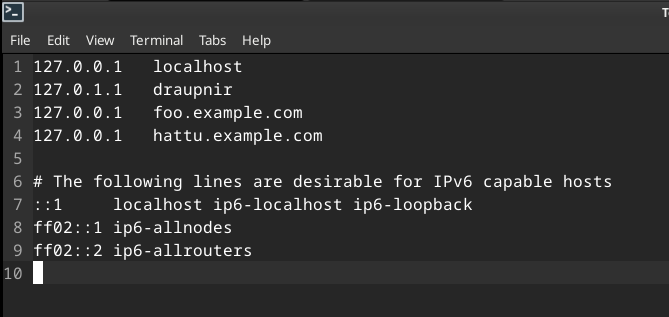 File Edit View Terminal Tabs Help
1 127.0.0.1   localhost
2 127.0.1.1   draupnir
3 127.0.0.1   foo.example.com
4 127.0.0.1   hattu.example.com
5
6 # The following lines are desirable for IPv6 capable hosts
7 ::1     localhost ip6-localhost ip6-loopback
8 ff02::1 ip6-allnodes
9 ff02::2 ip6-allrouters
10